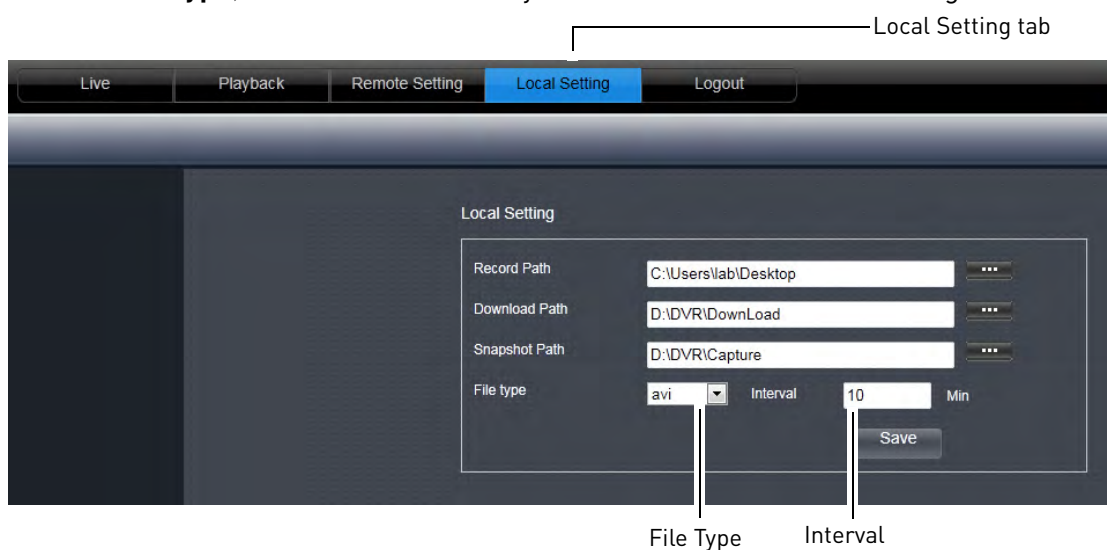 Local Setting tab
Live Playback Remote Setting Local Setting Logout
Local Setting
Record Path C:\Users\lab\Desktop ...
Download Path D:\DVR\DownLoad ...
Snapshot Path D:\DVR\Capture ...
File type avi Interval 10 Min
Save
File Type Interval